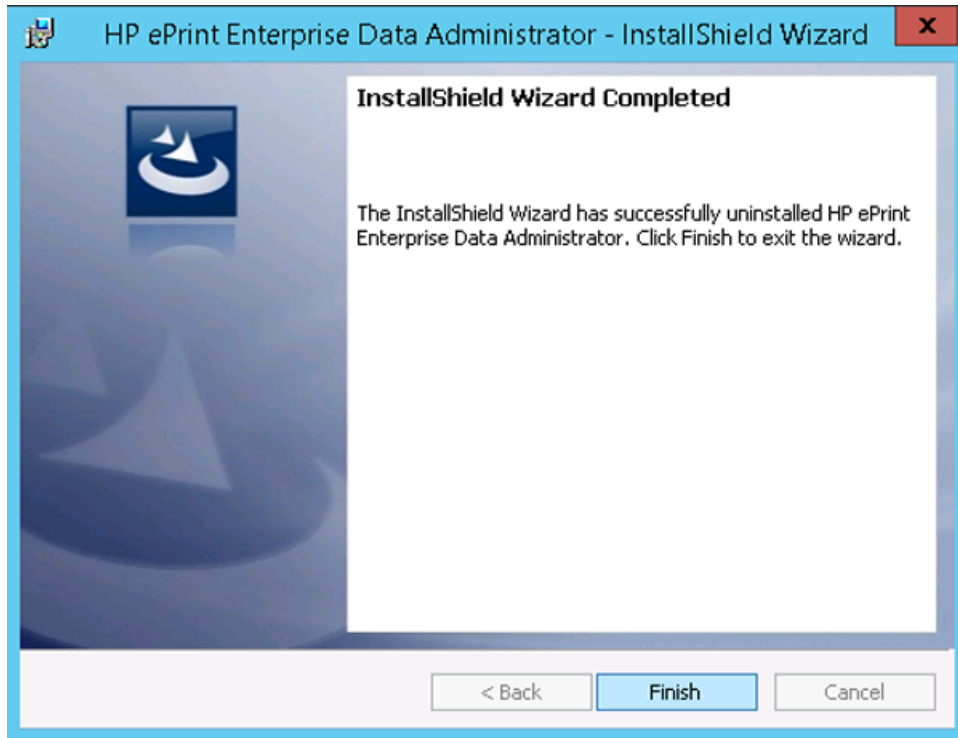 HP ePrint Enterprise Data Administrator - InstallShield Wizard
x
InstallShield Wizard Completed
The InstallShield Wizard has successfully uninstalled HP ePrint
Enterprise Data Administrator. Click Finish to exit the wizard.
< Back Finish Cancel